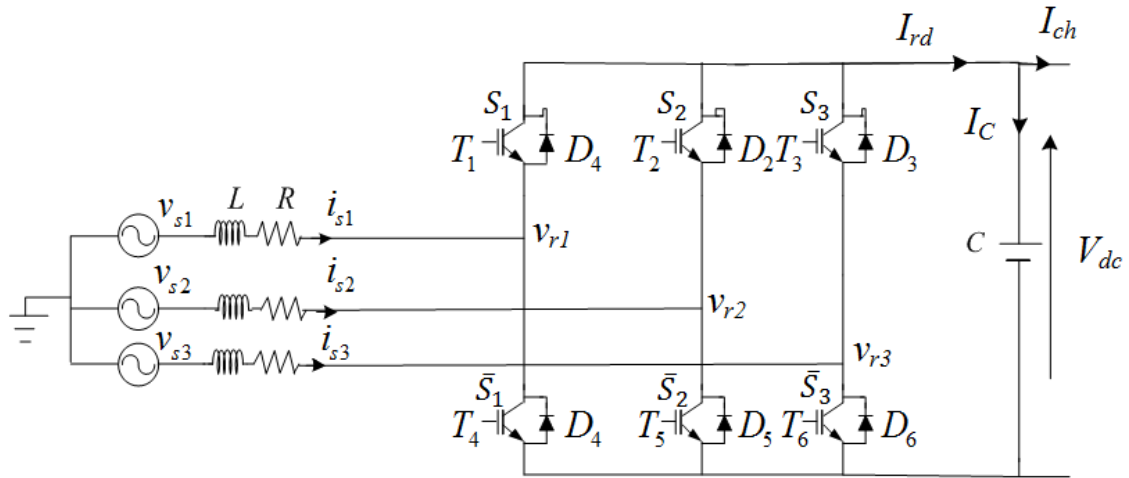 I_rd I_ch
S_1 S_2 S_3
I_C
T_1 D_4 T_2 D_2 T_3 D_3
v_s1 L R i_s1
v_r1
C V_dc
v_s2 i_s2
v_r2
v_s3 i_s3
v_r3
S̄_1 S̄_2 S̄_3
T_4 D_4 T_5 D_5 T_6 D_6